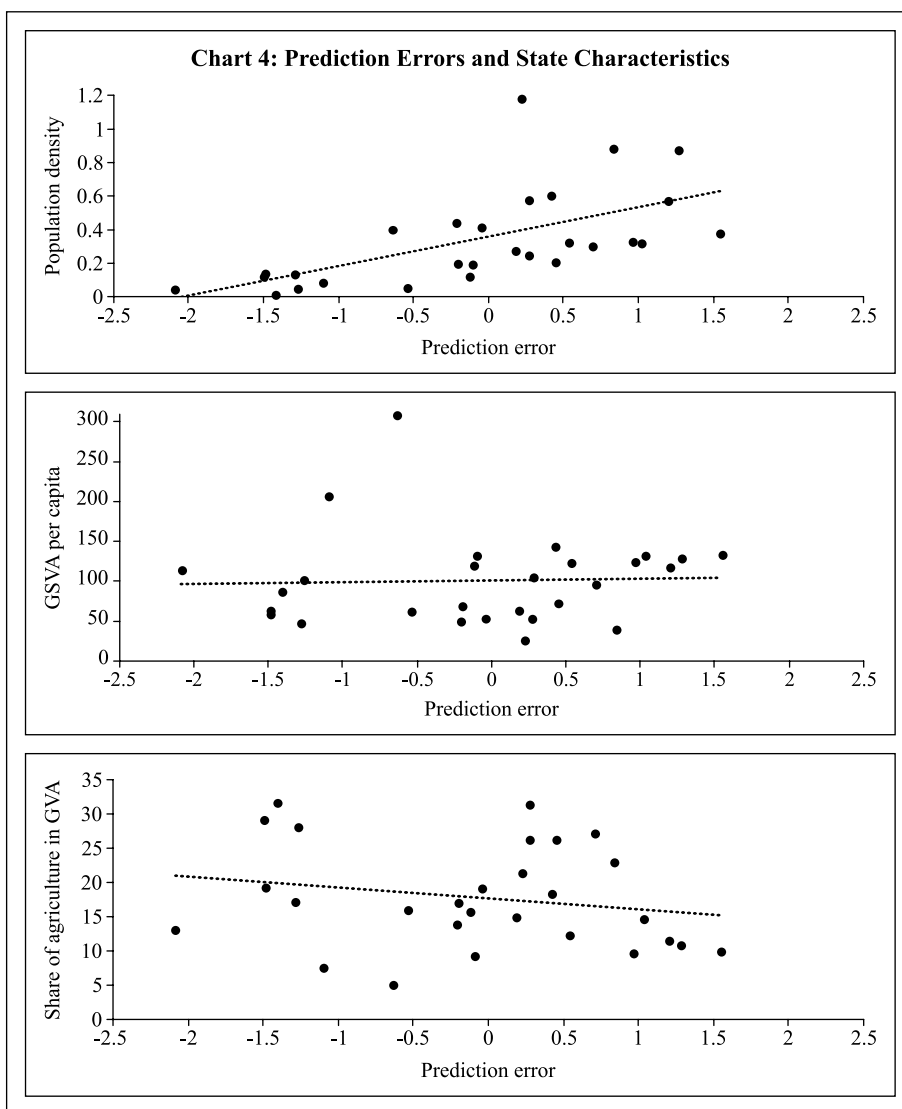 Chart 4: Prediction Errors and State Characteristics
Population density
1.2
1
0.8
0.6
0.4
0.2
0
-2.5 -2 -1.5 -1 -0.5 0 0.5 1 1.5 2 2.5
Prediction error
GSVA per capita
300
250
200
150
100
50
0
-2.5 -2 -1.5 -1 -0.5 0 0.5 1 1.5 2 2.5
Prediction error
Share of agriculture in GVA
35
30
25
20
15
10
5
0
-2.5 -2 -1.5 -1 -0.5 0 0.5 1 1.5 2 2.5
Prediction error